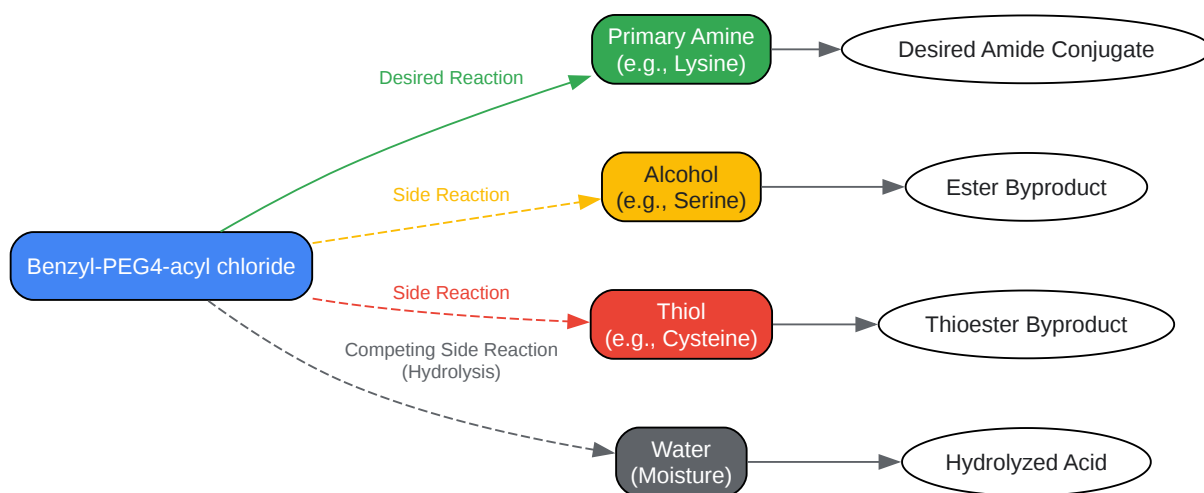 Primary Amine
(e.g., Lysine)
Desired Amide Conjugate
Desired Reaction
Alcohol
(e.g., Serine)
Ester Byproduct
Side Reaction
Benzyl-PEG4-acyl chloride
Side Reaction
Thiol
(e.g., Cysteine)
Thioester Byproduct
Competing Side Reaction
(Hydrolysis)
Water
(Moisture)
Hydrolyzed Acid